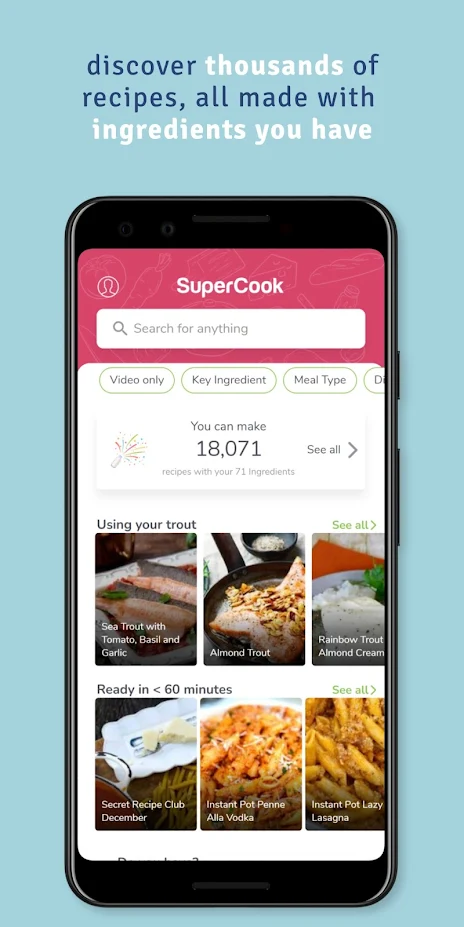 discover thousands of
recipes, all made with
ingredients you have
SuperCook
Search for anything
Video only
Key Ingredient
Meal Type
You can make
18,071
See all
recipes with your 71 Ingredients
Using your trout
See all
Sea Trout with
Tomato, Basil and
Garlic
Almond Trout
Rainbow Trout
Almond Cream
Ready in < 60 minutes
See all
Secret Recipe Club
December
Instant Pot Penne
Alla Vodka
Instant Pot Lazy
Lasagna